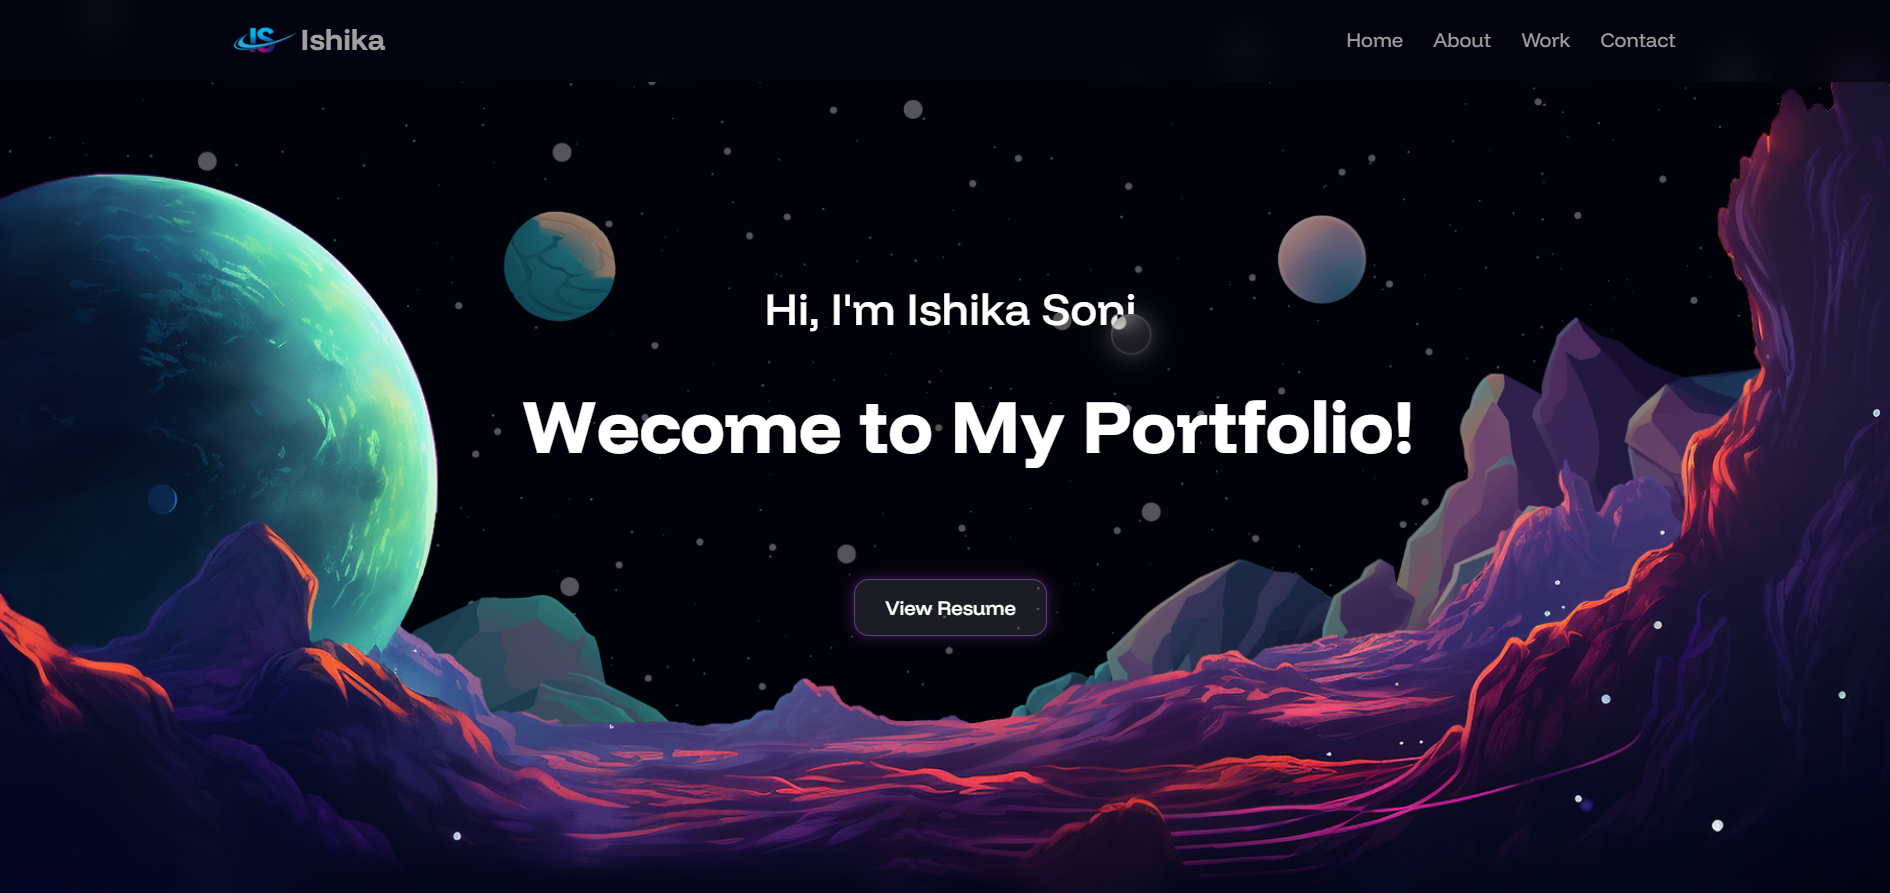 IS Ishika
Home About Work Contact
Hi, I'm Ishika Soni
Wecome to My Portfolio!
View Resume